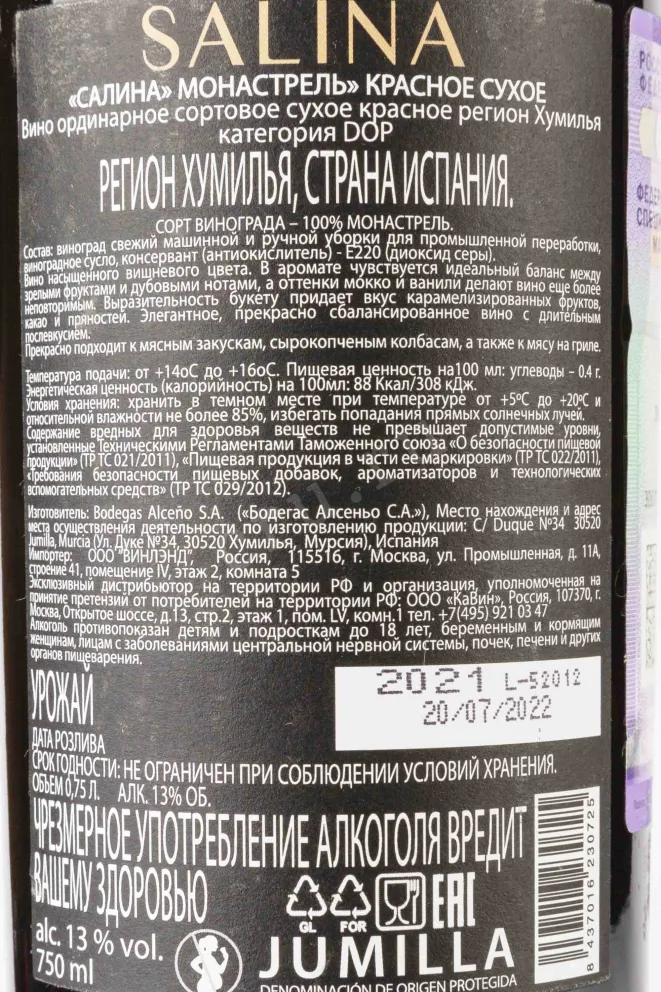 SALINA
«САЛИНА» МОНАСТРЕЛЬ» КРАСНОЕ СУХОЕ
Вино ординарное сортовое сухое красное регион Хумилья
категория DOP
РЕГИОН ХУМИЛЬЯ, СТРАНА ИСПАНИЯ.
СОРТ ВИНОГРАДА – 100% МОНАСТРЕЛЬ.
Состав: виноград свежий машинной и ручной уборки для промышленной переработки,
виноградное сусло, консервант (антиокислитель) - Е220 (диоксид серы).
Вино насыщенного вишневого цвета. В аромате чувствуется идеальный баланс между
зрелыми фруктами и дубовыми нотами, а оттенки мокко и ванили делают вино еще более
неповторимым. Выразительность букету придает вкус карамелизированных фруктов,
какао и пряностей. Элегантное, прекрасно сбалансированное вино с длительным
послевкусием.
Прекрасно подходит к мясным закускам, сырокопченым колбасам, а также к мясу на гриле.
Температура подачи: от +14оС до +16оС. Пищевая ценность на100 мл: углеводы - 0.4 г.
Энергетическая ценность (калорийность) на 100мл: 88 Ккал/308 кДж.
Условия хранения: хранить в темном месте при температуре от +5ºС до +20ºС и
относительной влажности не более 85%, избегать попадания прямых солнечных лучей.
Содержание вредных для здоровья веществ не превышает допустимые уровни,
установленные Техническими Регламентами Таможенного союза «О безопасности пищевой
продукции» (ТР ТС 021/2011), «Пищевая продукция в части ее маркировки» (ТР ТС 022/2011),
«Требования безопасности пищевых добавок, ароматизаторов и технологических
вспомогательных средств» (ТР ТС 029/2012).
Изготовитель: Bodegas Alceño S.A. («Бодегас Алсеньо С.А.»), Место нахождения и адрес
места осуществления деятельности по изготовлению продукции: C/ Duque Nº34 30520
Jumilla, Murcia (Ул. Дуке №34, 30520 Хумилья, Мурсия), Испания
Импортер: ООО "ВИНЛЭНД", Россия, 115516, г. Москва, ул. Промышленная, д. 11А,
строение 41, помещение IV, этаж 2, комната 5
Эксклюзивный дистрибьютор на территории РФ и организация, уполномоченная на
принятие претензий от потребителей на территории РФ: ООО «КаВин», Россия, 107370, г.
Москва, Открытое шоссе, д.13, стр.2, этаж 1, пом. LV, комн.1 тел. +7(495) 921 03 47
Алкоголь противопоказан детям и подросткам до 18 лет, беременным и кормящим
женщинам, лицам с заболеваниями центральной нервной системы, почек, печени и других
органов пищеварения.
УРОЖАЙ
2021 L-52012
20/07/2022
ДАТА РОЗЛИВА
СРОК ГОДНОСТИ: НЕ ОГРАНИЧЕН ПРИ СОБЛЮДЕНИИ УСЛОВИЙ ХРАНЕНИЯ.
ОБЪЕМ 0,75 Л. АЛК. 13% ОБ.
ЧРЕЗМЕРНОЕ УПОТРЕБЛЕНИЕ АЛКОГОЛЯ ВРЕДИТ
ВАШЕМУ ЗДОРОВЬЮ
GL FOR EAC
alc. 13 % vol.
750 ml
JUMILLA
DENOMINACIÓN DE ORIGEN PROTEGIDA
8 437016 230725